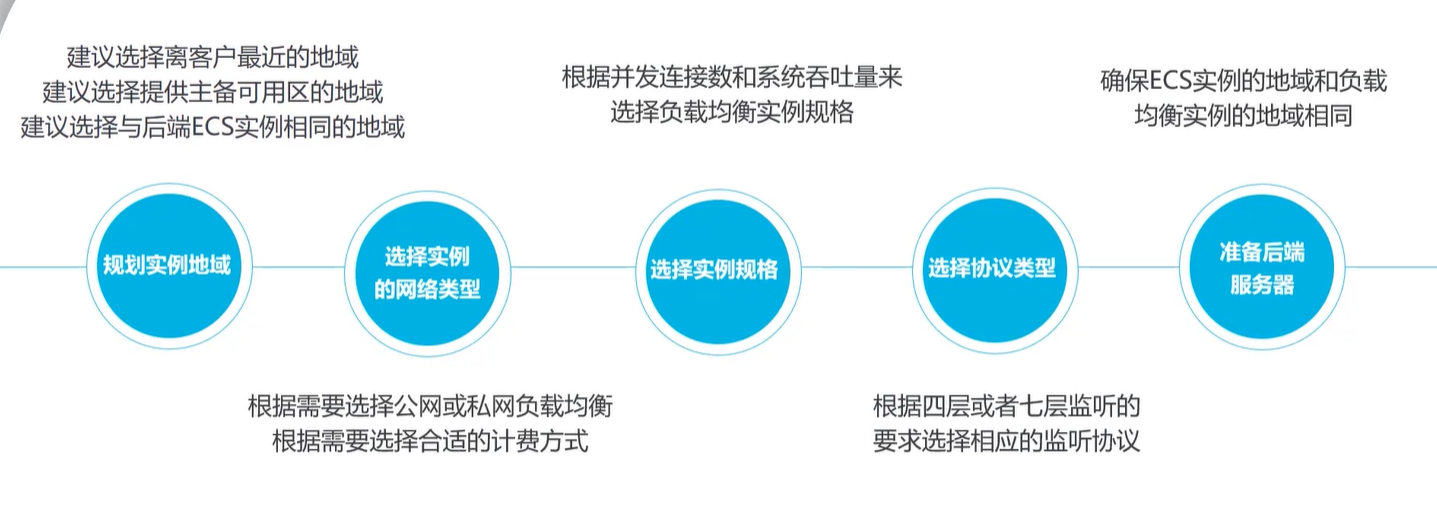 建议选择离客户最近的地域
建议选择提供主备可用区的地域
建议选择与后端ECS实例相同的地域
规划实例地域
选择实例
的网络类型
根据需要选择公网或私网负载均衡
根据需要选择合适的计费方式
根据并发连接数和系统吞吐量来
选择负载均衡实例规格
选择实例规格
选择协议类型
根据四层或者七层监听的
要求选择相应的监听协议
确保ECS实例的地域和负载
均衡实例的地域相同
准备后端
服务器